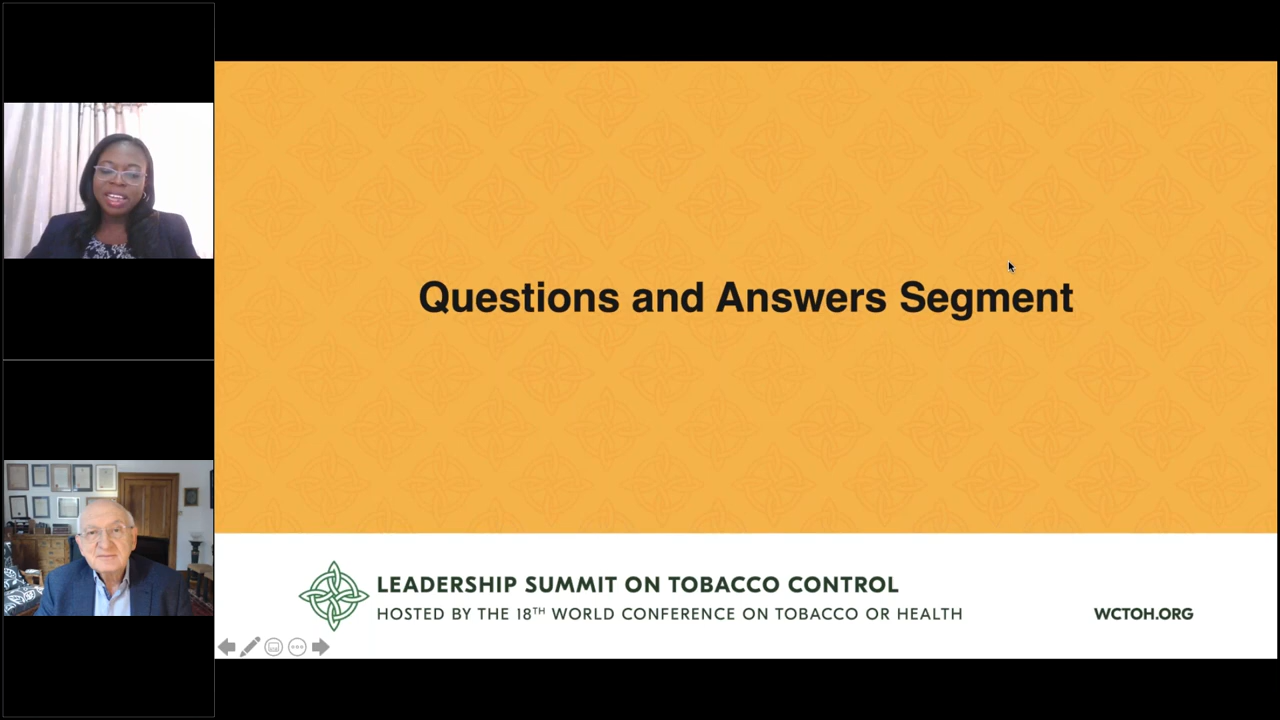 Questions and Answers Segment
LEADERSHIP SUMMIT ON TOBACCO CONTROL
HOSTED BY THE 18TH WORLD CONFERENCE ON TOBACCO OR HEALTH
WCTOH.ORG